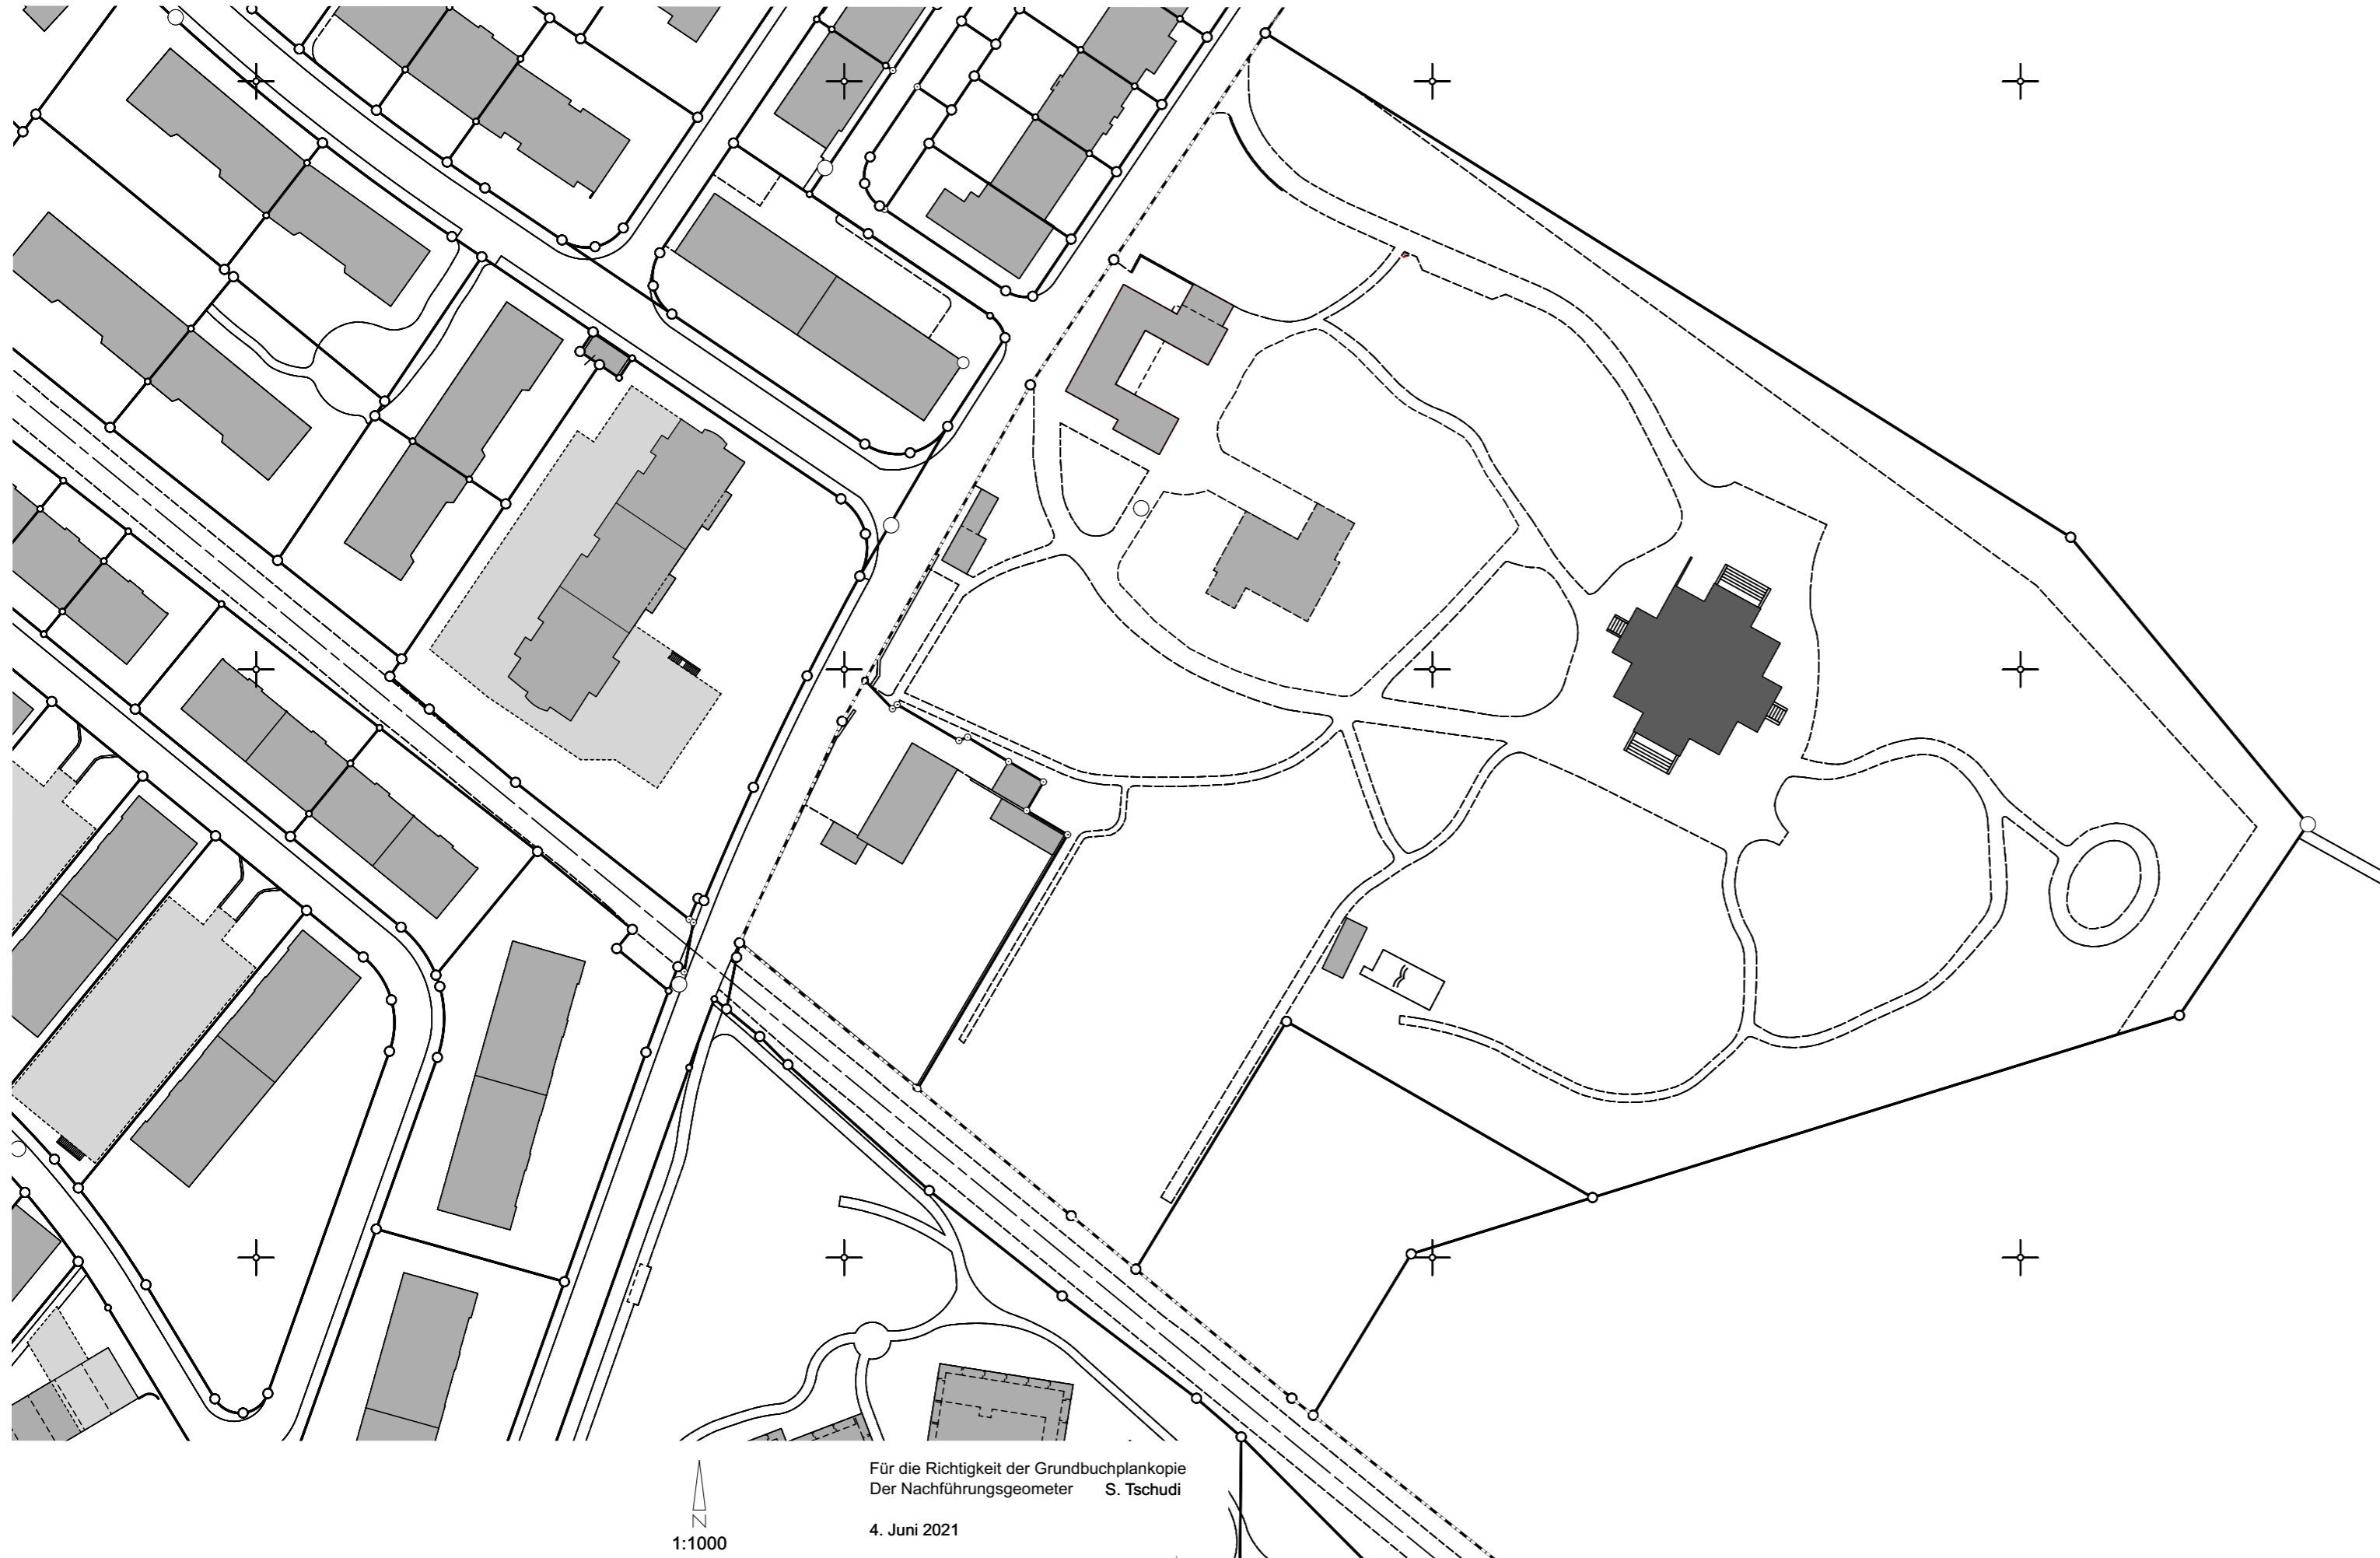 N
1:1000
Für die Richtigkeit der Grundbuchplankopie
Der Nachführungsgeometer S. Tschudi
4. Juni 2021